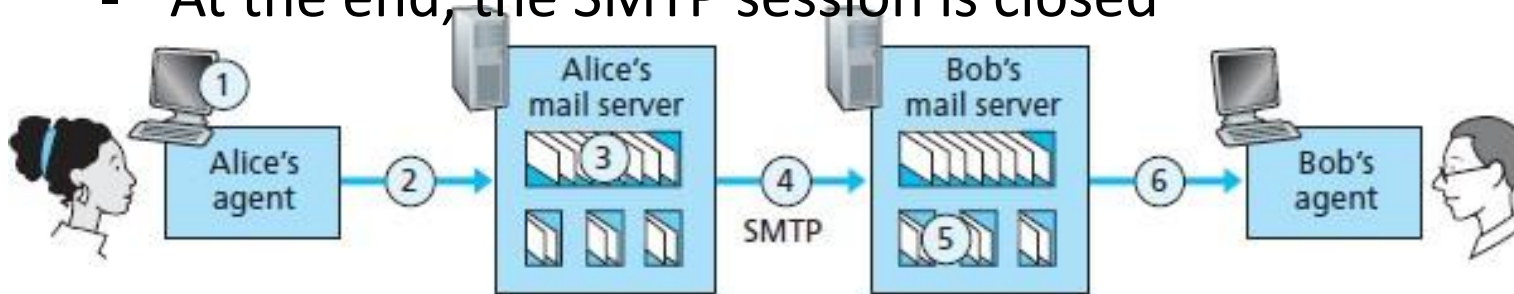 - At the end, the SMTP session is closed
Alice's
mail server
Bob's
mail server
1
Alice's
agent
2
3
4
SMTP
5
6
Bob's
agent